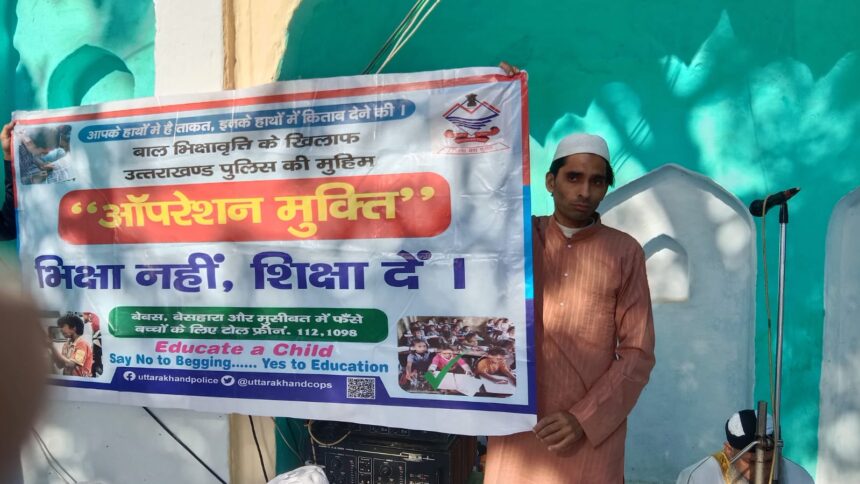 आपके हाथों मे है ताकत, इनके हाथों में किताब देने की ।
बाल भिक्षावृत्ति के खिलाफ
उत्तराखण्ड पुलिस की मुहिम
“ऑपरेशन मुक्ति”
भिक्षा नहीं, शिक्षा दें ।
बेबस, बेसहारा और मुसीबत में फँसे
बच्चों के लिए टोल फ्री नं. 112,1098
Educate a Child
Say No to Begging...... Yes to Education
uttarakhandpolice @uttarakhandcops